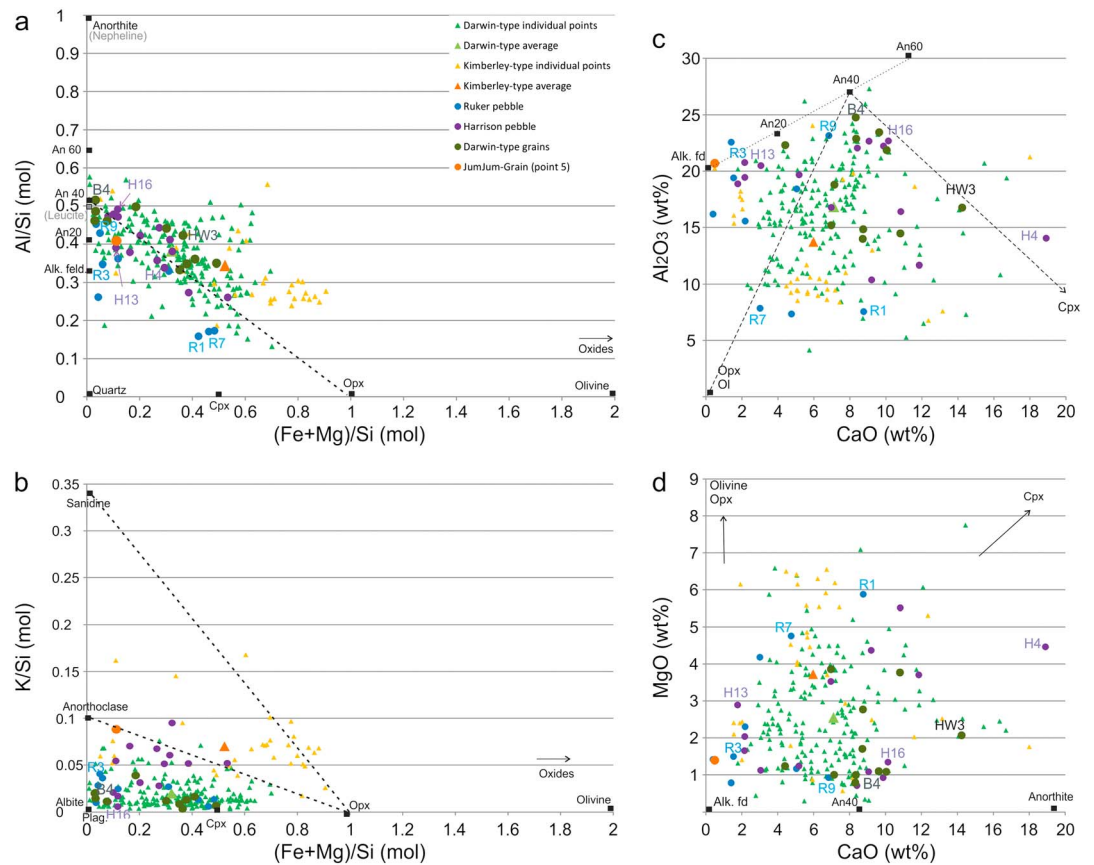 a
1
0.9
0.8
0.7
0.6
0.5
0.4
0.3
0.2
0.1
0
Al/Si (mol)
Anorthite
(Nepheline)
An 60
An 40
(Leucite)
An20
Alk. feld.
Quartz
Cpx
Opx
Olivine
Oxides
B4
H16
R9
HW3
R3
H4
H13
R1
R7
0 0.2 0.4 0.6 0.8 1 1.2 1.4 1.6 1.8 2
(Fe+Mg)/Si (mol)
Darwin-type individual points
Darwin-type average
Kimberley-type individual points
Kimberley-type average
Ruker pebble
Harrison pebble
Darwin-type grains
JumJum-Grain (point 5)
c
30
25
20
15
10
5
0
Al₂O₃ (wt%)
An60
An40
An20
Alk. fd
B4
R9
H16
R3
H13
HW3
H4
R7
R1
Cpx
Opx
Ol
0 2 4 6 8 10 12 14 16 18 20
CaO (wt%)
b
0.35
0.3
0.25
0.2
0.15
0.1
0.05
0
K/Si (mol)
Sanidine
Anorthoclase
R3
Albite
Plag.
H16
Cpx
Opx
Olivine
Oxides
0 0.2 0.4 0.6 0.8 1 1.2 1.4 1.6 1.8 2
(Fe+Mg)/Si (mol)
d
9
8
7
6
5
4
3
2
1
0
MgO (wt%)
Olivine
Opx
Cpx
R1
R7
H4
H13
HW3
R3
H16
R9
B4
Alk. fd
An40
Anorthite
0 2 4 6 8 10 12 14 16 18 20
CaO (wt%)